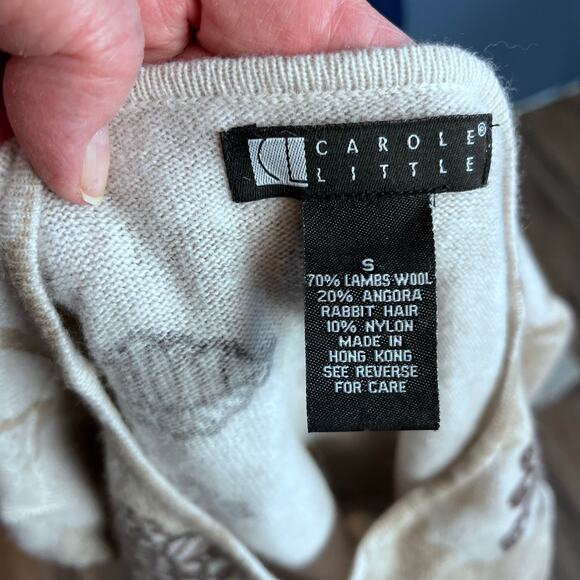 CL CAROLE®
LITTLE
S
70% LAMBS WOOL
20% ANGORA
RABBIT HAIR
10% NYLON
MADE IN
HONG KONG
SEE REVERSE
FOR CARE